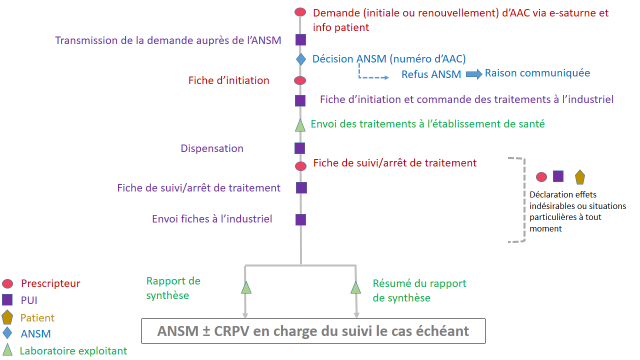 Demande (initiale ou renouvellement) d’AAC via e-saturne et
info patient
Transmission de la demande auprès de l’ANSM
Décision ANSM (numéro d’AAC)
Refus ANSM
Raison communiquée
Fiche d’initiation
Fiche d’initiation et commande des traitements à l’industriel
Envoi des traitements à l’établissement de santé
Dispensation
Fiche de suivi/arrêt de traitement
Fiche de suivi/arrêt de traitement
Envoi fiches à l’industriel
Déclaration effets
indésirables ou situations
particulières à tout
moment
Rapport de
synthèse
Résumé du rapport
de synthèse
ANSM ± CRPV en charge du suivi le cas échéant
Prescripteur
PUI
Patient
ANSM
Laboratoire exploitant